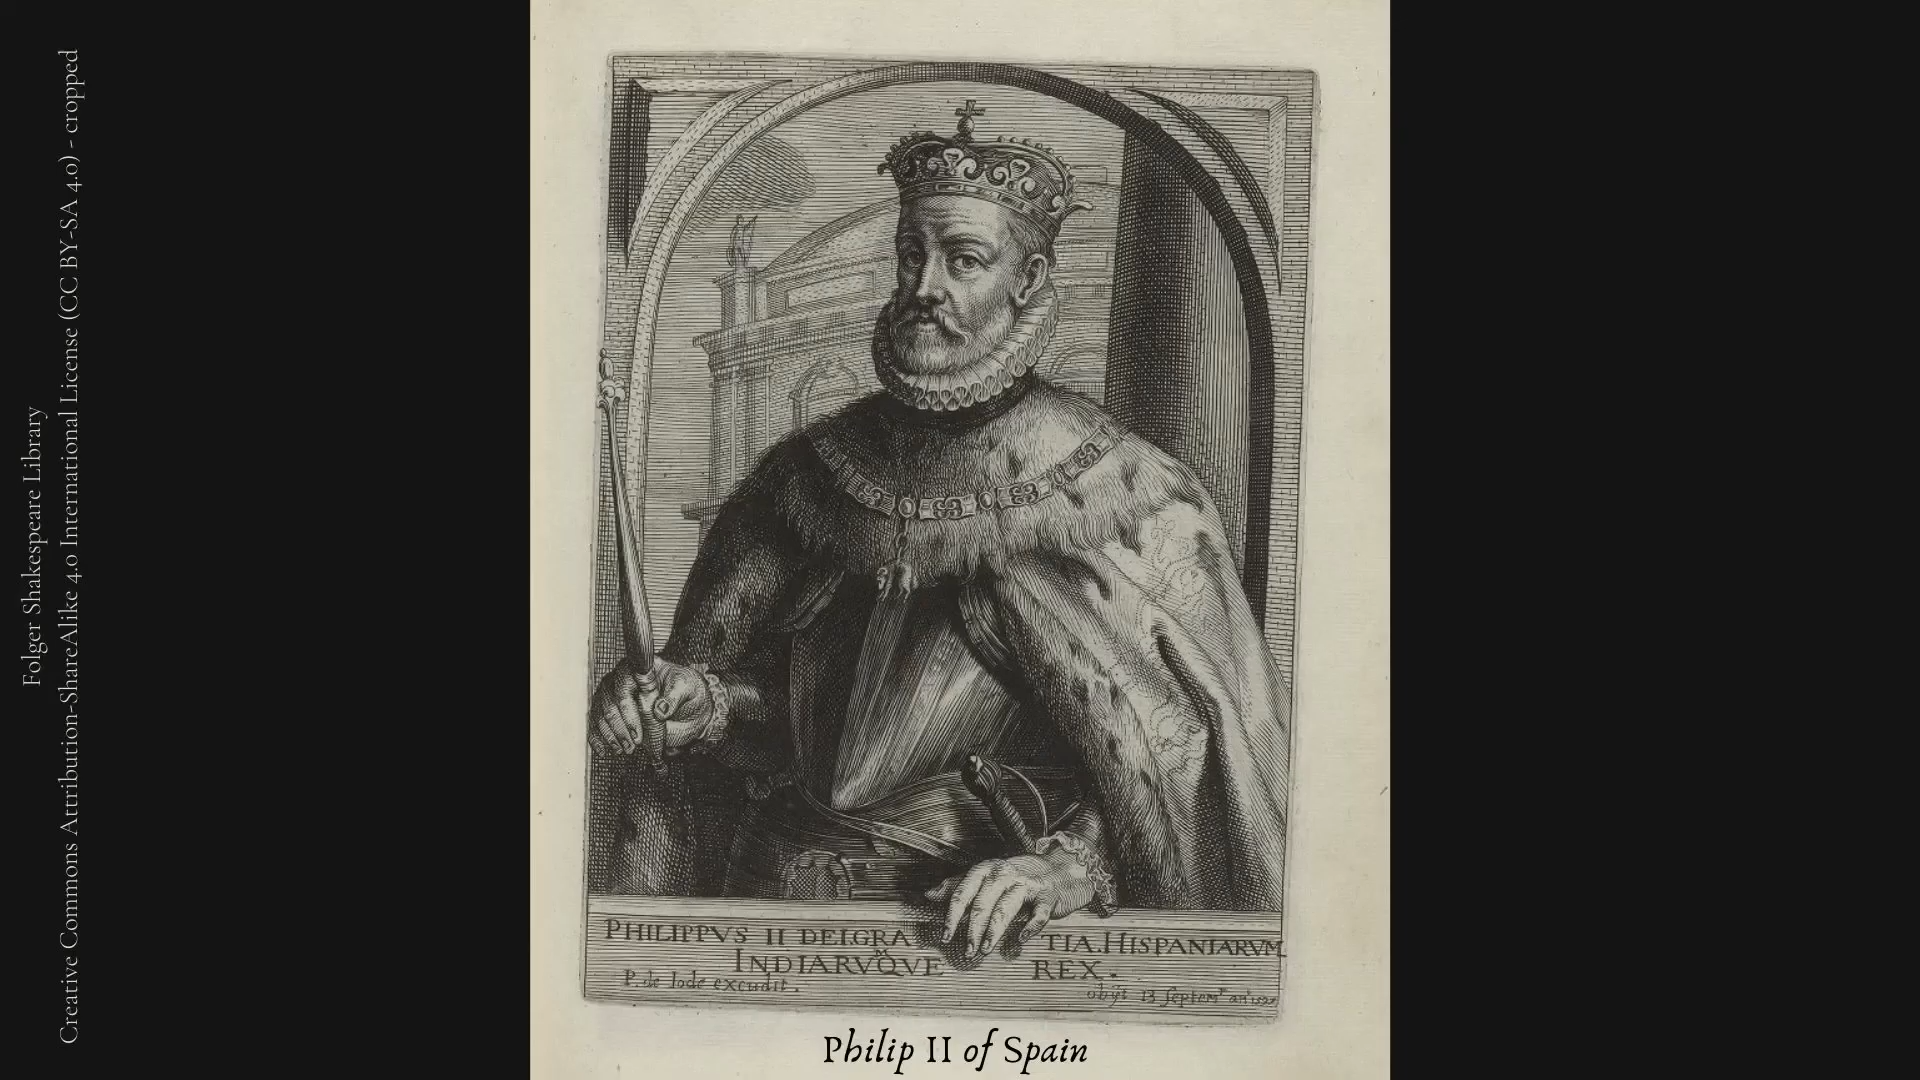 Folger Shakespeare Library
Creative Commons Attribution-ShareAlike 4.0 International License (CC BY-SA 4.0) - cropped
PHILIPPVS II DEI.GRA TIA.HISPANIARVM
INDIARVQVE REX.
P. de Iode excudit.
obijt 13 Septem
Philip II of Spain